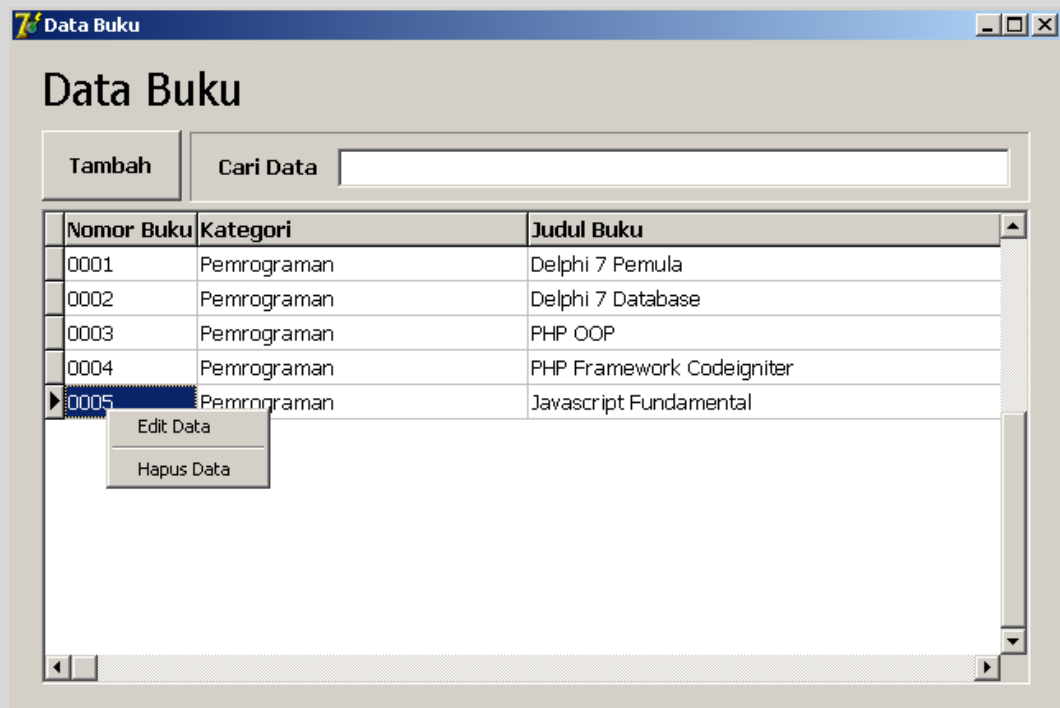 Data Buku
Data Buku
Tambah Cari Data
Nomor Buku Kategori Judul Buku
0001 Pemrograman Delphi 7 Pemula
0002 Pemrograman Delphi 7 Database
0003 Pemrograman PHP OOP
0004 Pemrograman PHP Framework Codeigniter
0005 Pemrograman Javascript Fundamental
Edit Data
Hapus Data